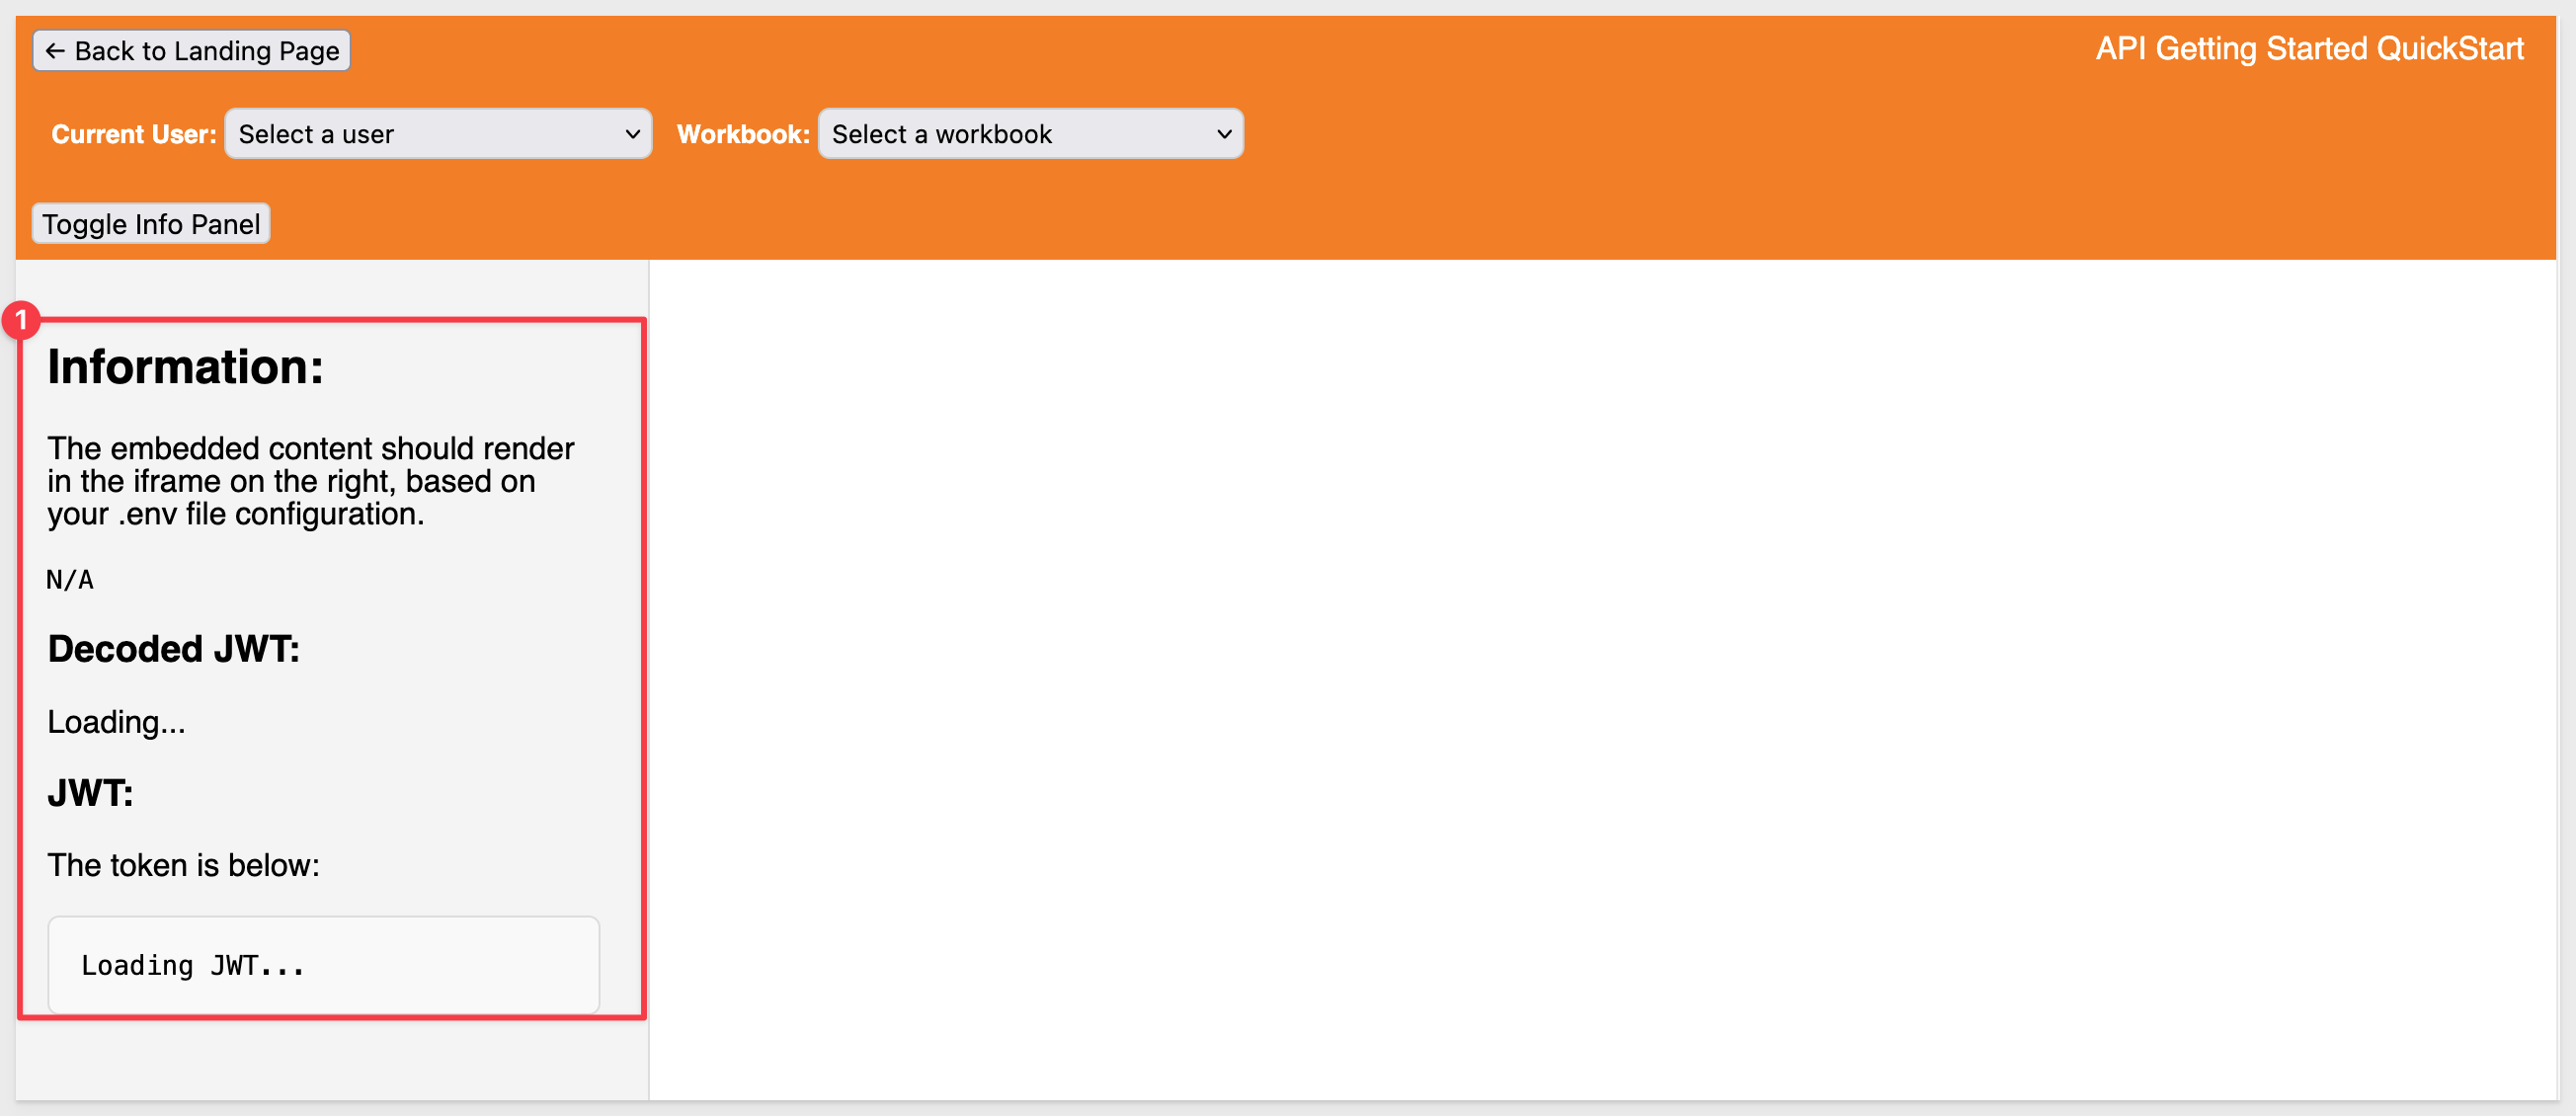 ← Back to Landing Page
API Getting Started QuickStart
Current User: Select a user Workbook: Select a workbook
Toggle Info Panel
1
Information:
The embedded content should render
in the iframe on the right, based on
your .env file configuration.
N/A
Decoded JWT:
Loading...
JWT:
The token is below:
Loading JWT...